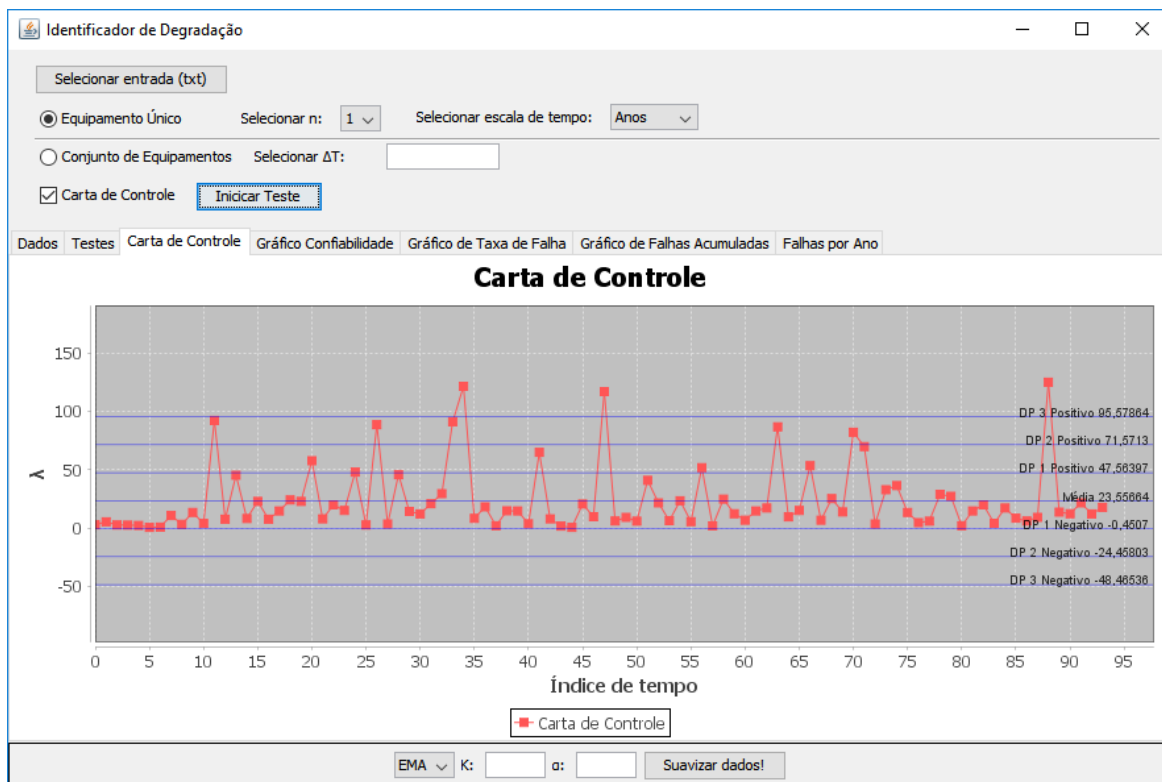 Identificador de Degradação
Selecionar entrada (txt)
Equipamento Único Selecionar n: 1 Selecionar escala de tempo: Anos
Conjunto de Equipamentos Selecionar ΔT:
Carta de Controle Inicicar Teste
Dados Testes Carta de Controle Gráfico Confiabilidade Gráfico de Taxa de Falha Gráfico de Falhas Acumuladas Falhas por Ano
Carta de Controle
150
100
50
0
-50
Y
DP 3 Positivo 95,57864
DP 2 Positivo 71,5713
DP 1 Positivo 47,56397
Média 23,55664
DP 1 Negativo -0,4507
DP 2 Negativo -24,45803
DP 3 Negativo -48,46536
0 5 10 15 20 25 30 35 40 45 50 55 60 65 70 75 80 85 90 95
Índice de tempo
Carta de Controle
EMA K: α: Suavizar dados!